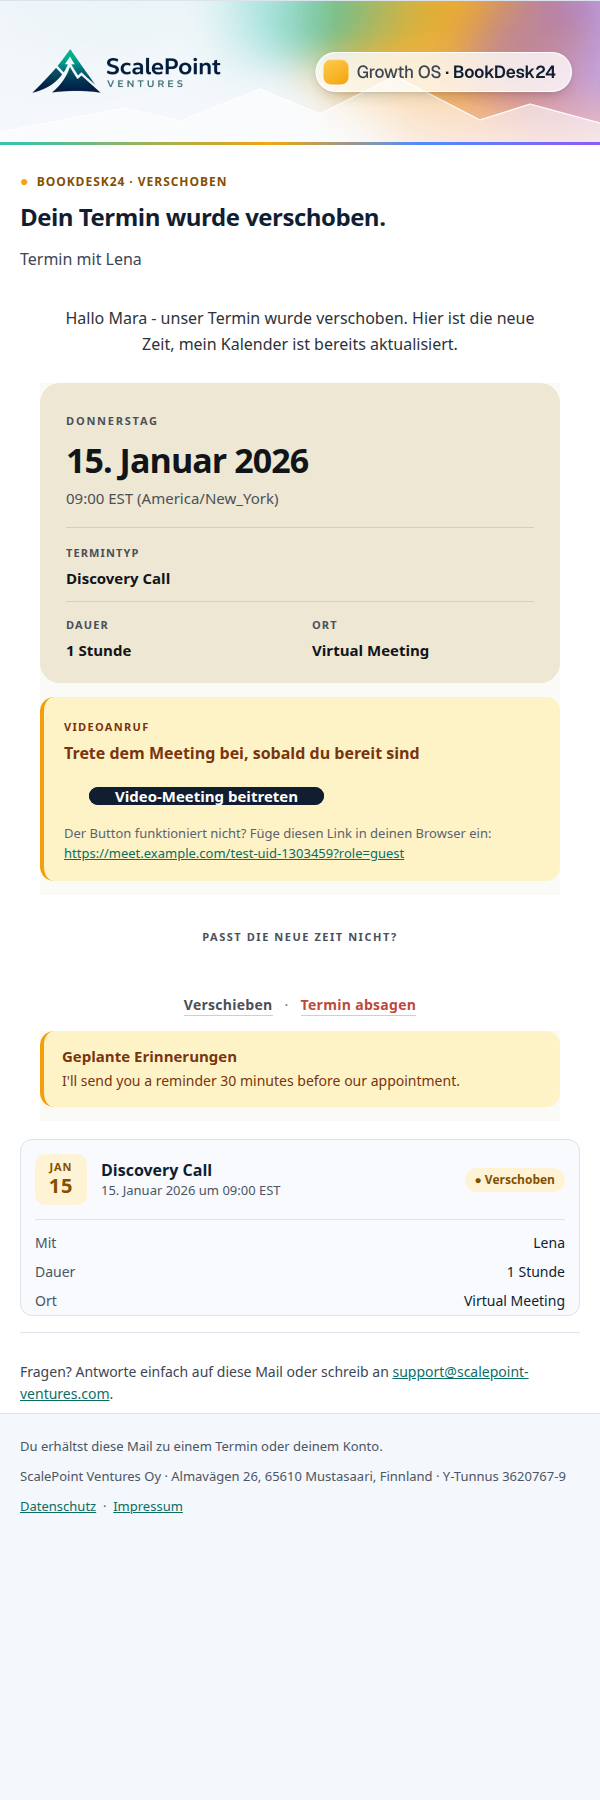 ScalePoint
VENTURES
Growth OS · BookDesk24
BOOKDESK24 · VERSCHOBEN
Dein Termin wurde verschoben.
Termin mit Lena
Hallo Mara - unser Termin wurde verschoben. Hier ist die neue
Zeit, mein Kalender ist bereits aktualisiert.
DONNERSTAG
15. Januar 2026
09:00 EST (America/New_York)
TERMINTYP
Discovery Call
DAUER
ORT
1 Stunde
Virtual Meeting
VIDEOANRUF
Trete dem Meeting bei, sobald du bereit sind
Video-Meeting beitreten
Der Button funktioniert nicht? Füge diesen Link in deinen Browser ein:
https://meet.example.com/test-uid-1303459?role=guest
PASST DIE NEUE ZEIT NICHT?
Verschieben · Termin absagen
Geplante Erinnerungen
I'll send you a reminder 30 minutes before our appointment.
JAN
15
Discovery Call
15. Januar 2026 um 09:00 EST
● Verschoben
Mit Lena
Dauer 1 Stunde
Ort Virtual Meeting
Fragen? Antworte einfach auf diese Mail oder schreib an support@scalepoint-
ventures.com.
Du erhältst diese Mail zu einem Termin oder deinem Konto.
ScalePoint Ventures Oy · Almavägen 26, 65610 Mustasaari, Finnland · Y-Tunnus 3620767-9
Datenschutz · Impressum